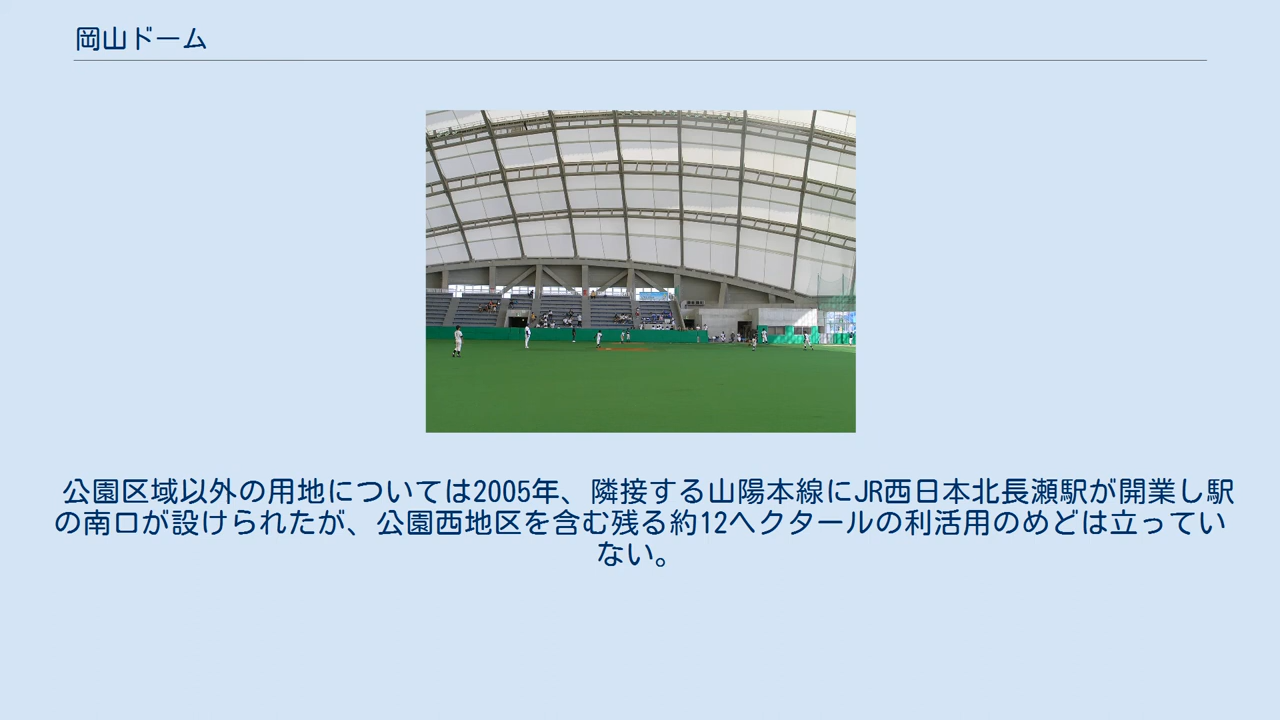 岡山ドーム
公園区域以外の用地については2005年、隣接する山陽本線にJR西日本北長瀬駅が開業し駅
の南口が設けられたが、公園西地区を含む残る約12ヘクタールの利活用のめどは立ってい
ない。